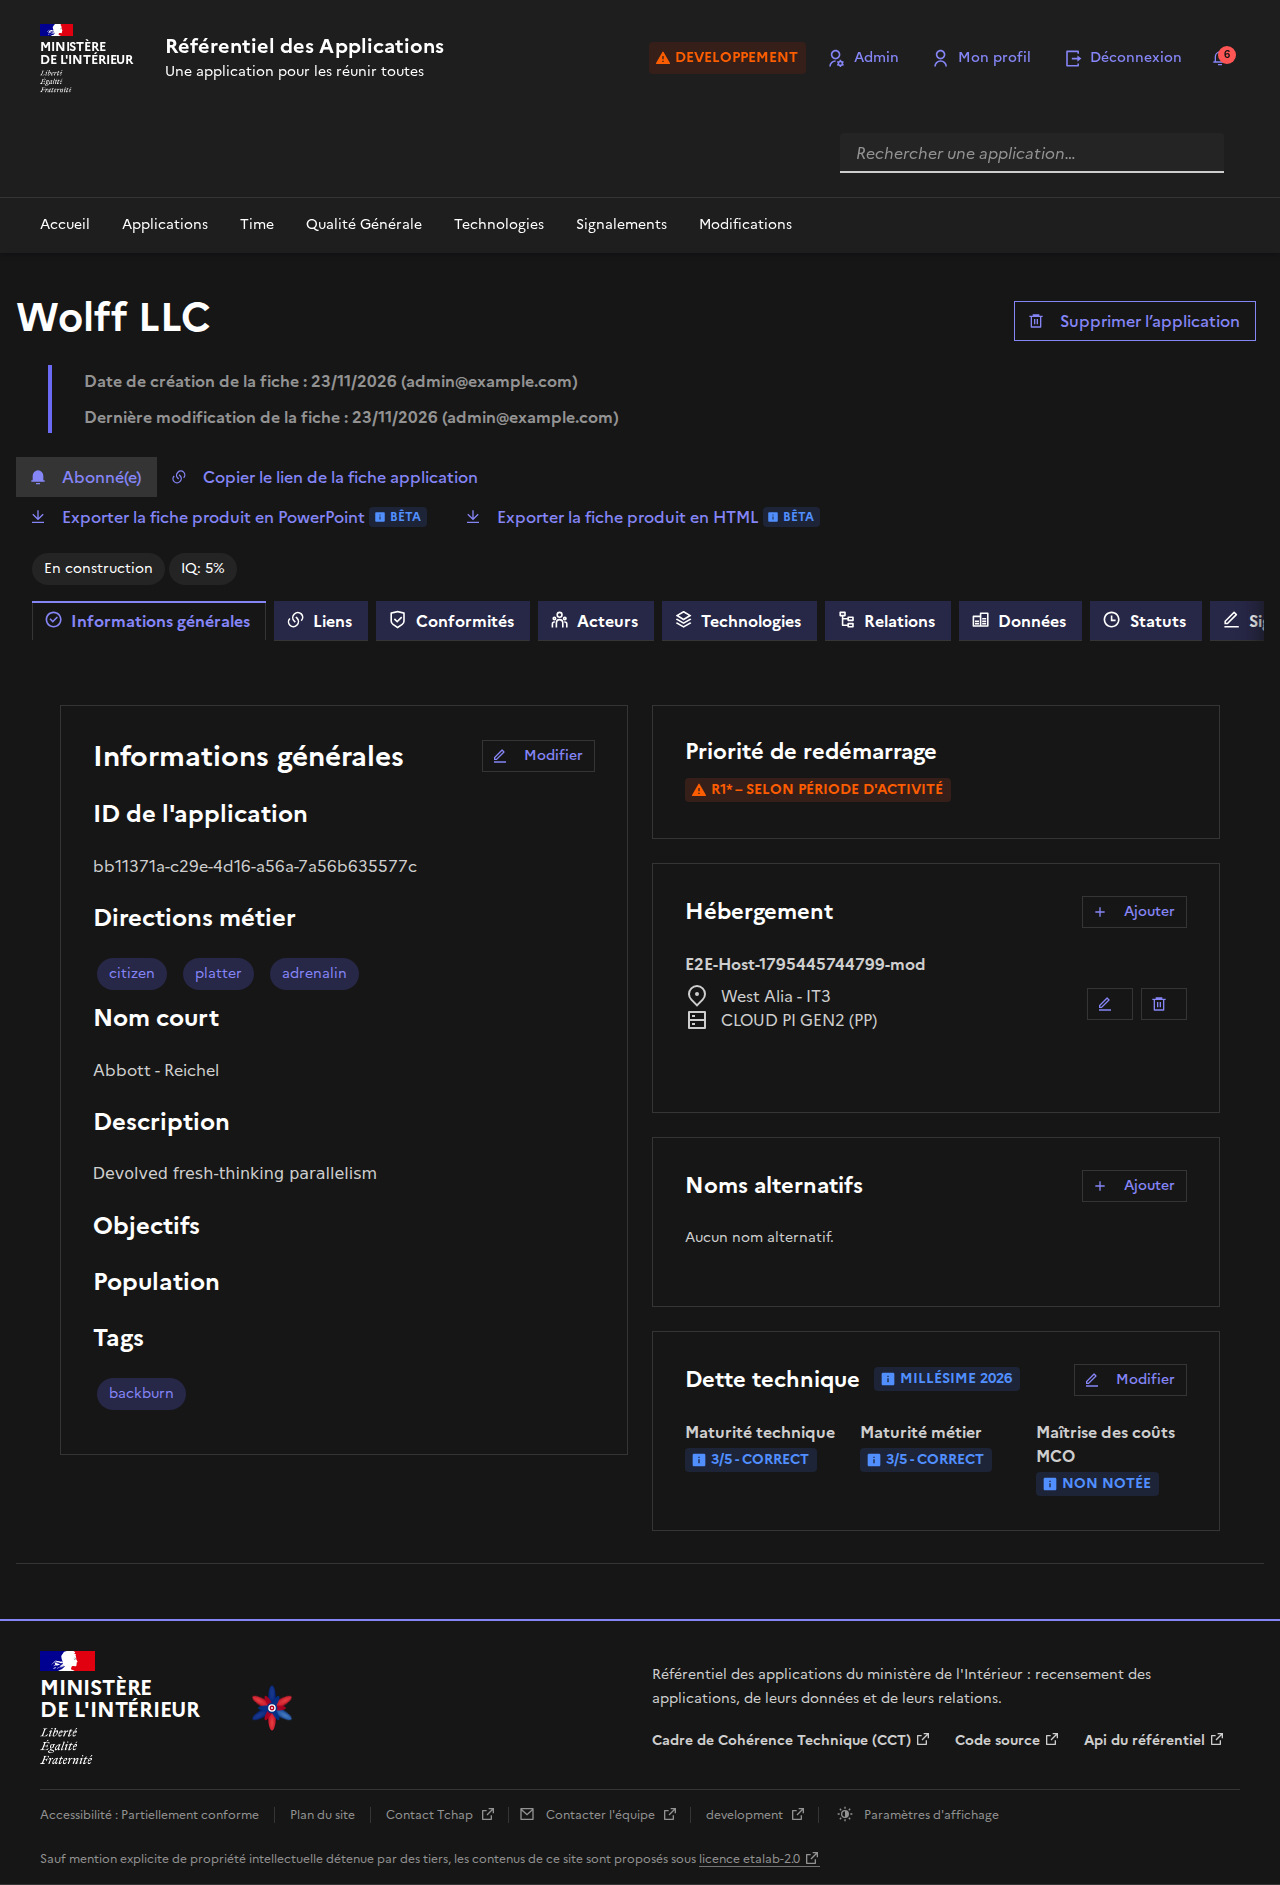 MINISTÈRE
DE L'INTÉRIEUR
Liberté
Égalité
Fraternité
Référentiel des Applications
Une application pour les réunir toutes
DEVELOPPEMENT
Admin
Mon profil
Déconnexion
6
Rechercher une application…
Accueil
Applications
Time
Qualité Générale
Technologies
Signalements
Modifications
Wolff LLC
Supprimer l’application
Date de création de la fiche : 23/11/2026 (admin@example.com)
Dernière modification de la fiche : 23/11/2026 (admin@example.com)
Abonné(e)
Copier le lien de la fiche application
Exporter la fiche produit en PowerPoint BÊTA
Exporter la fiche produit en HTML BÊTA
En construction
IQ: 5%
Informations générales
Liens
Conformités
Acteurs
Technologies
Relations
Données
Statuts
Informations générales
Modifier
ID de l'application
bb11371a-c29e-4d16-a56a-7a56b635577c
Directions métier
citizen
platter
adrenalin
Nom court
Abbott - Reichel
Description
Devolved fresh-thinking parallelism
Objectifs
Population
Tags
backburn
Priorité de redémarrage
R1* – SELON PÉRIODE D'ACTIVITÉ
Hébergement
Ajouter
E2E-Host-1795445744799-mod
West Alia - IT3
CLOUD PI GEN2 (PP)
Noms alternatifs
Ajouter
Aucun nom alternatif.
Dette technique
MILLÉSIME 2026
Modifier
Maturité technique
3/5 - CORRECT
Maturité métier
3/5 - CORRECT
Maîtrise des coûts
MCO
NON NOTÉE
MINISTÈRE
DE L'INTÉRIEUR
Liberté
Égalité
Fraternité
Référentiel des applications du ministère de l'Intérieur : recensement des
applications, de leurs données et de leurs relations.
Cadre de Cohérence Technique (CCT)
Code source
Api du référentiel
Accessibilité : Partiellement conforme
Plan du site
Contact Tchap
Contacter l'équipe
development
Paramètres d'affichage
Sauf mention explicite de propriété intellectuelle détenue par des tiers, les contenus de ce site sont proposés sous licence etalab-2.0